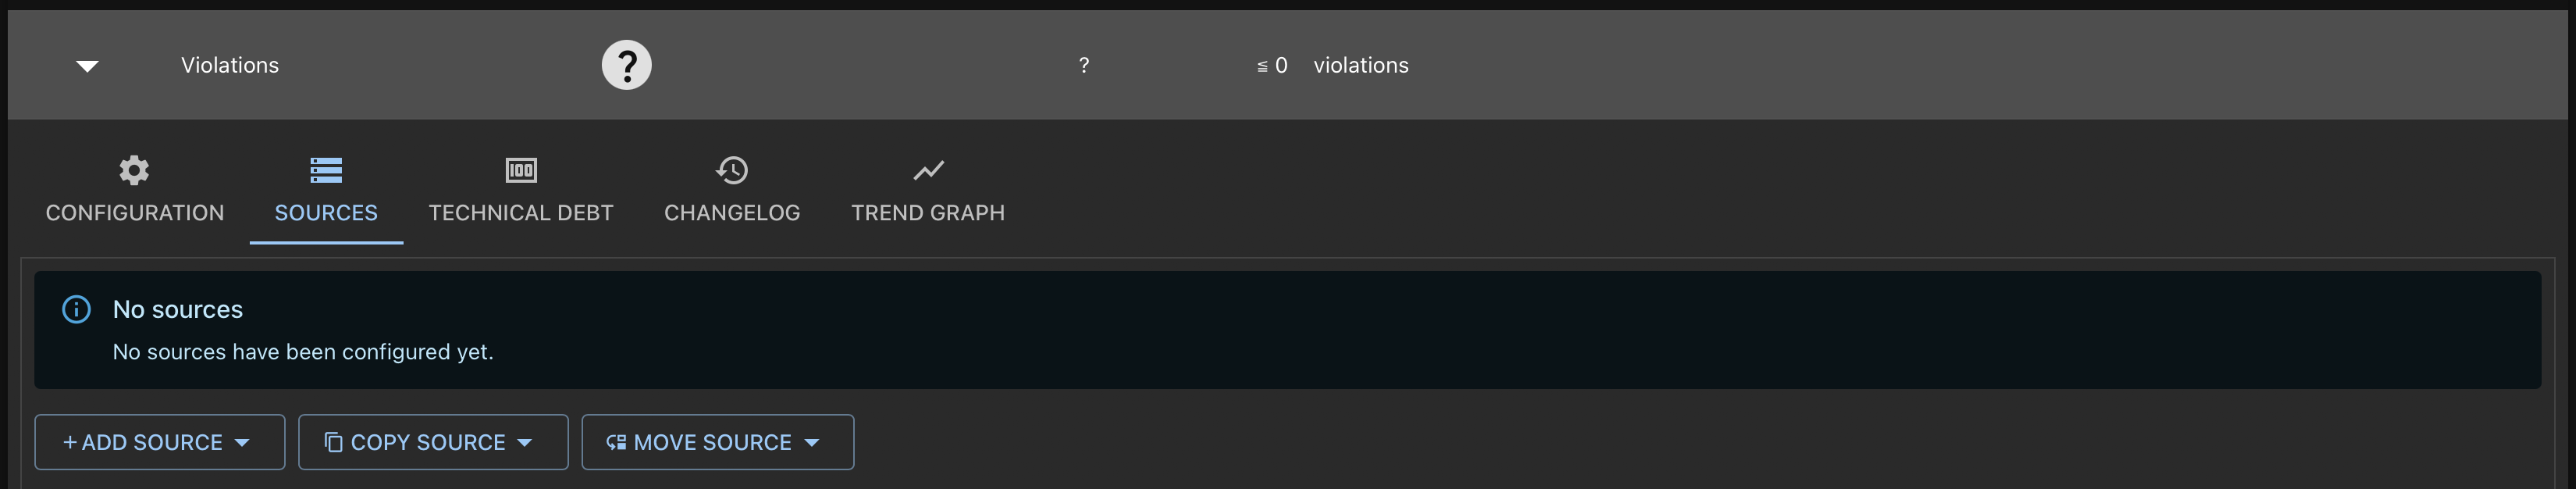 Violations ? ? ≦ 0 violations
CONFIGURATION SOURCES TECHNICAL DEBT CHANGELOG TREND GRAPH
No sources
No sources have been configured yet.
+ ADD SOURCE COPY SOURCE MOVE SOURCE